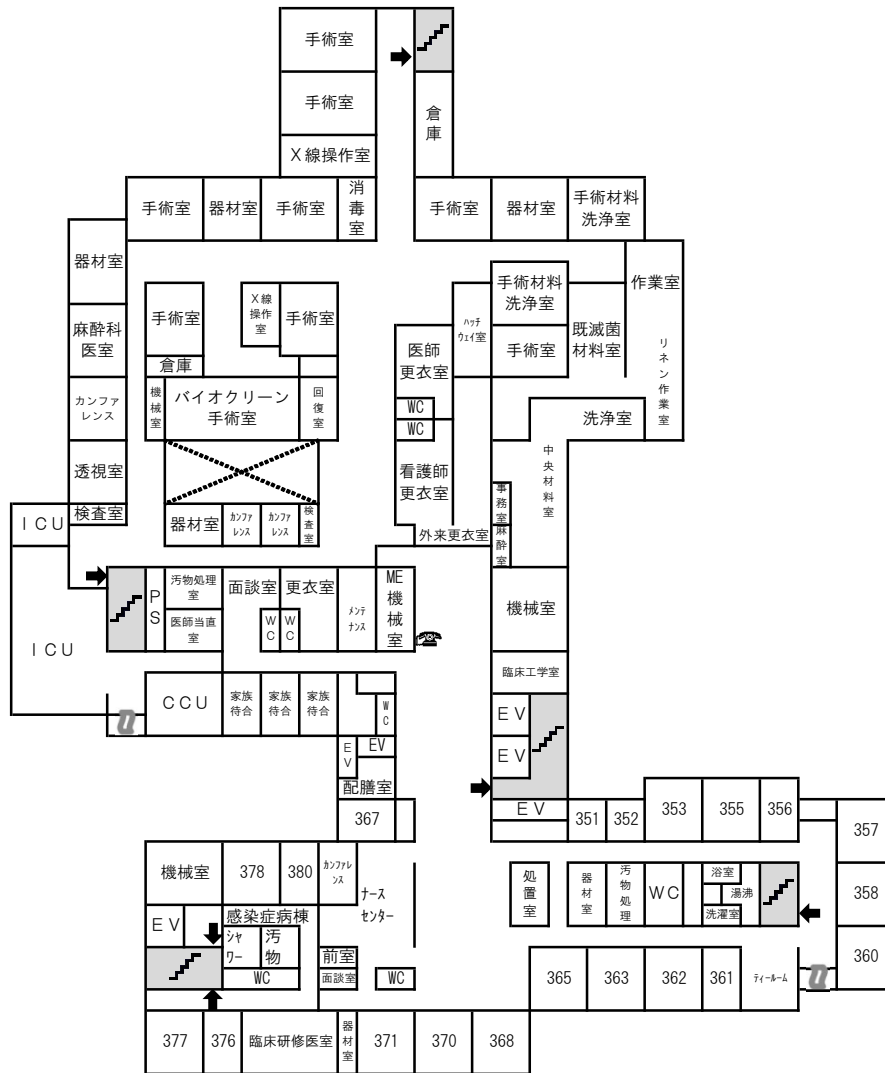 手術室
手術室
倉庫
X線操作室
手術室
器材室
手術室
消毒室
手術室
器材室
手術材料
洗浄室
器材室
手術室
X線
操作室
手術室
ハッチ
ウェイ室
手術材料
洗浄室
作業室
麻酔科
医室
医師
更衣室
手術室
既滅菌
材料室
リネン作業室
倉庫
カンファ
レンス
機械室
バイオクリーン
手術室
回復室
WC
WC
洗浄室
透視室
看護師
更衣室
中央材料室
検査室
ICU
器材室
カンファ
レンス
カンファ
レンス
検査室
事務室
麻酔室
外来更衣室
PS
汚物処理
室
医師当直
室
面談室
更衣室
WC
WC
メンテ
ナンス
ME
機械室
機械室
ICU
臨床工学室
CCU
家族
待合
家族
待合
家族
待合
WC
EV
EV
EV
EV
配膳室
367
EV
351
352
353
355
356
357
機械室
378
380
カンファレ
ンス
ナース
センター
処置室
器材室
汚物処理
WC
浴室
湯沸
洗濯室
358
EV
感染症病棟
シャ
ワー
汚物
WC
前室
面談室
WC
365
363
362
361
ティールーム
360
377
376
臨床研修医室
器材室
371
370
368